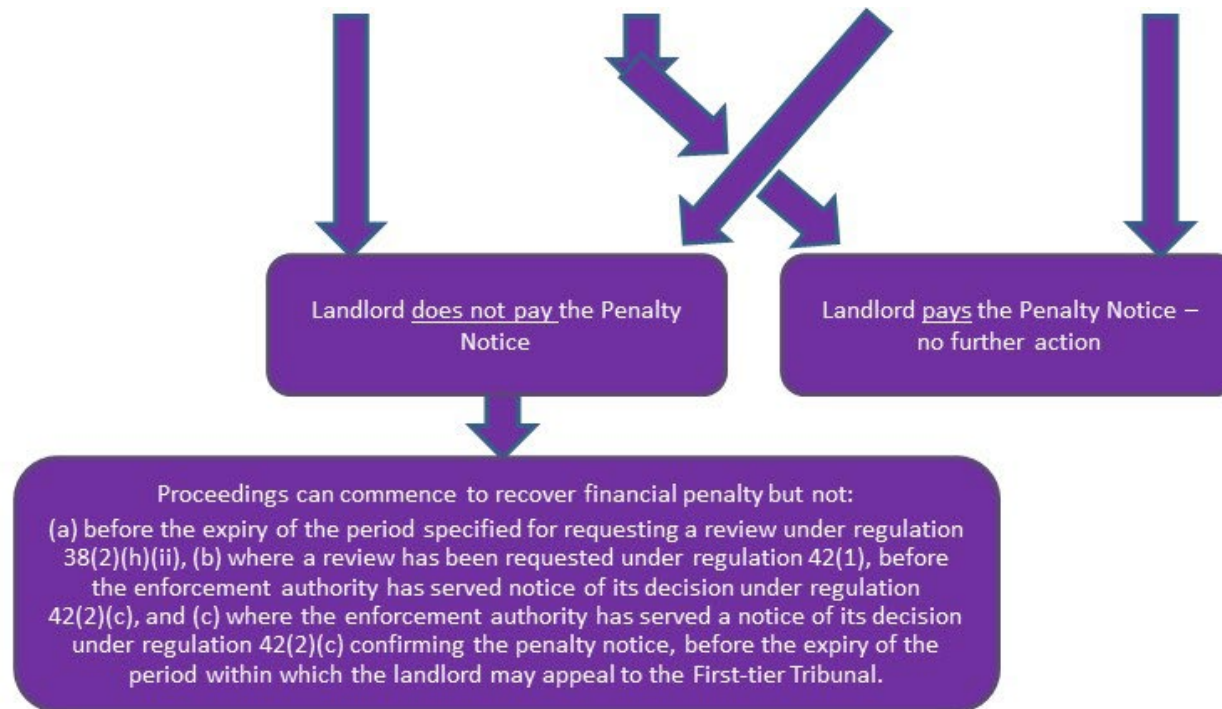 Landlord does not pay the Penalty
Notice
Landlord pays the Penalty Notice –
no further action
Proceedings can commence to recover financial penalty but not:
(a) before the expiry of the period specified for requesting a review under regulation
38(2)(h)(ii), (b) where a review has been requested under regulation 42(1), before
the enforcement authority has served notice of its decision under regulation
42(2)(c), and (c) where the enforcement authority has served a notice of its decision
under regulation 42(2)(c) confirming the penalty notice, before the expiry of the
period within which the landlord may appeal to the First-tier Tribunal.